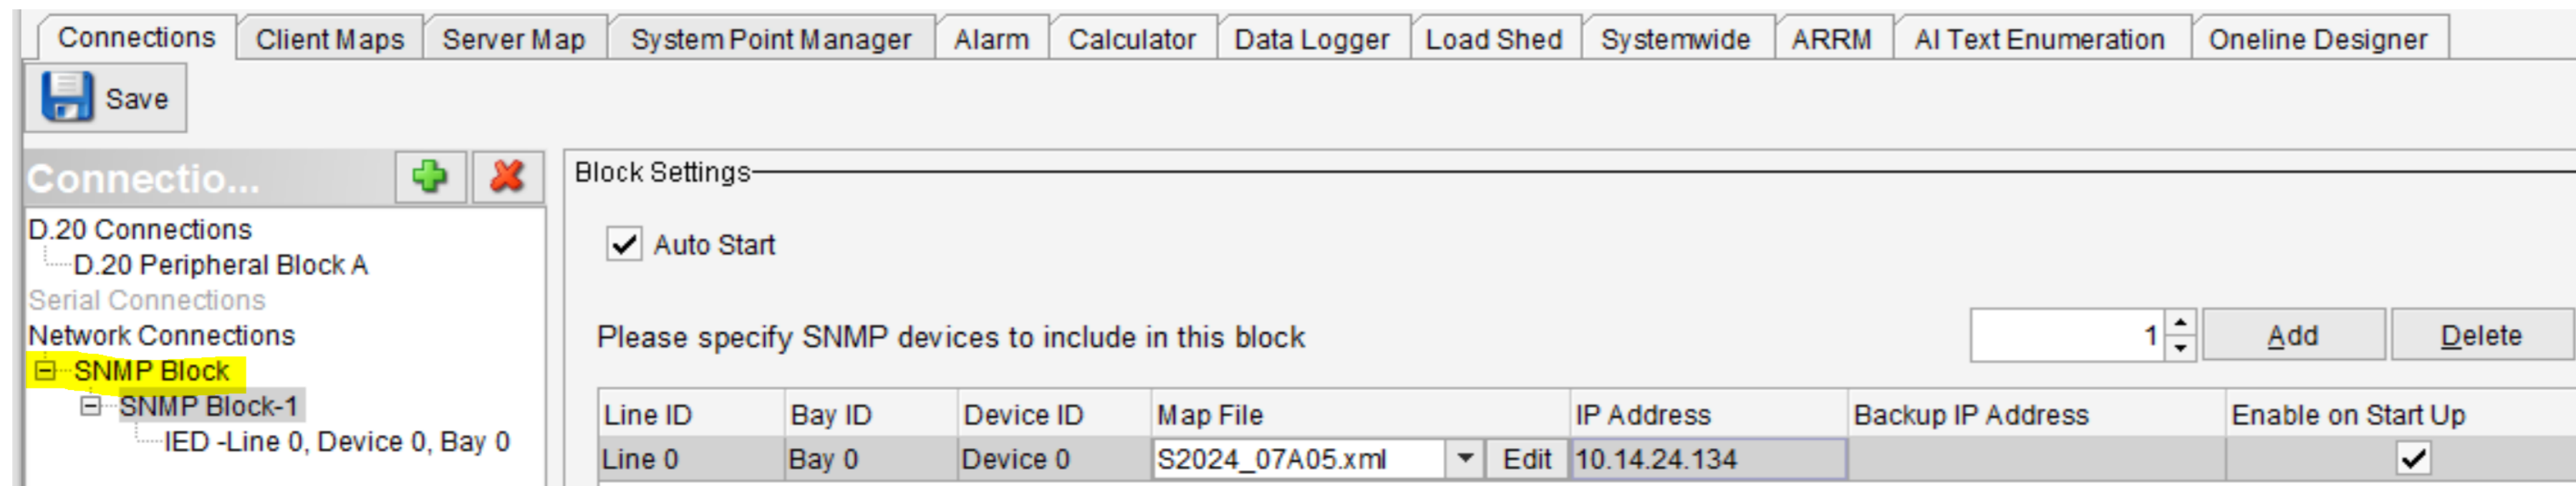 Connections Client Maps Server Map System Point Manager Alarm Calculator Data Logger Load Shed Systemwide ARRM AI Text Enumeration Oneline Designer
Save
Connectio...
D.20 Connections
D.20 Peripheral Block A
Serial Connections
Network Connections
SNMP Block
SNMP Block-1
IED -Line 0, Device 0, Bay 0
Block Settings
Auto Start
Please specify SNMP devices to include in this block 1 Add Delete
Line ID Bay ID Device ID Map File IP Address Backup IP Address Enable on Start Up
Line 0 Bay 0 Device 0 S2024_07A05.xml Edit 10.14.24.134